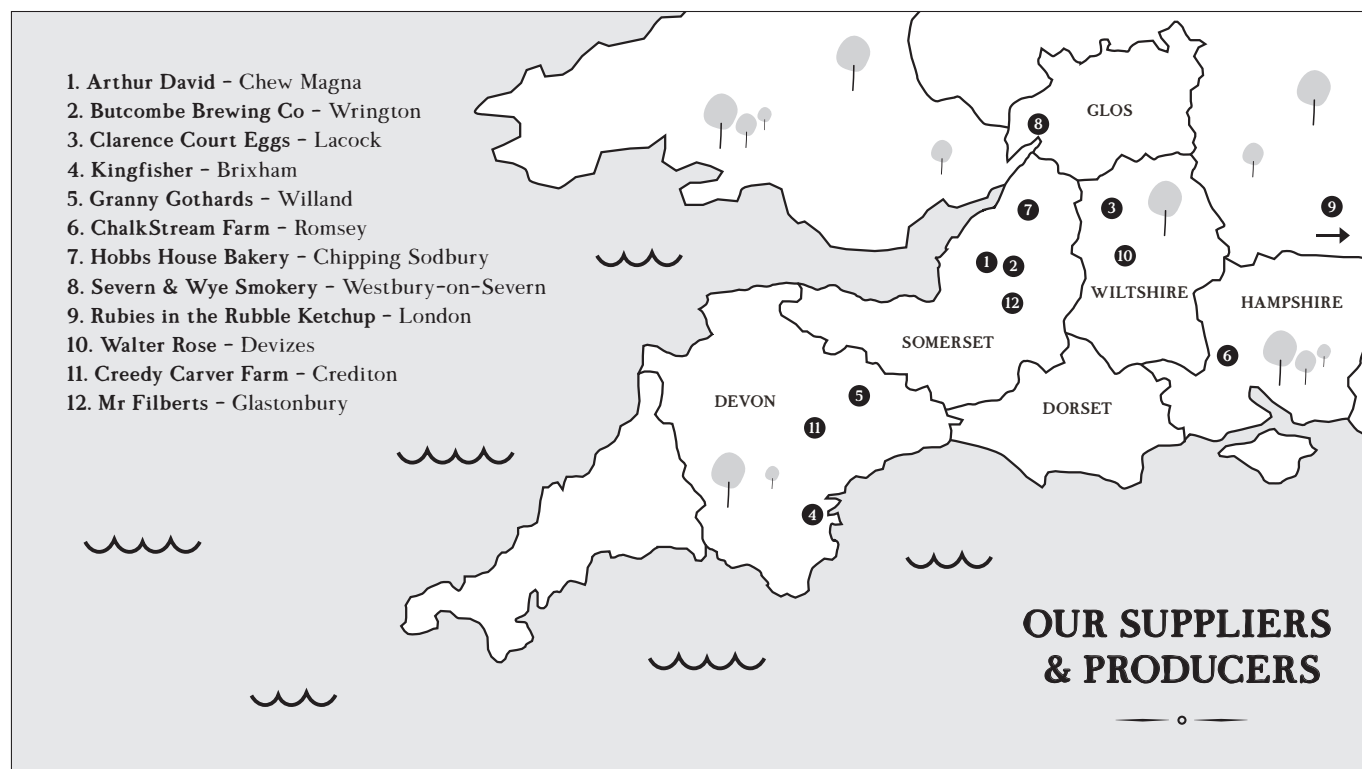 1. Arthur David – Chew Magna
2. Butcombe Brewing Co – Wrington
3. Clarence Court Eggs – Lacock
4. Kingfisher – Brixham
5. Granny Gothards – Willand
6. ChalkStream Farm – Romsey
7. Hobbs House Bakery – Chipping Sodbury
8. Severn & Wye Smokery – Westbury-on-Severn
9. Rubies in the Rubble Ketchup – London
10. Walter Rose – Devizes
11. Creedy Carver Farm – Crediton
12. Mr Filberts – Glastonbury
GLOS
8
7
3
9
1
2
10
WILTSHIRE
HAMPSHIRE
12
SOMERSET
6
DEVON
5
DORSET
11
4
OUR SUPPLIERS
& PRODUCERS